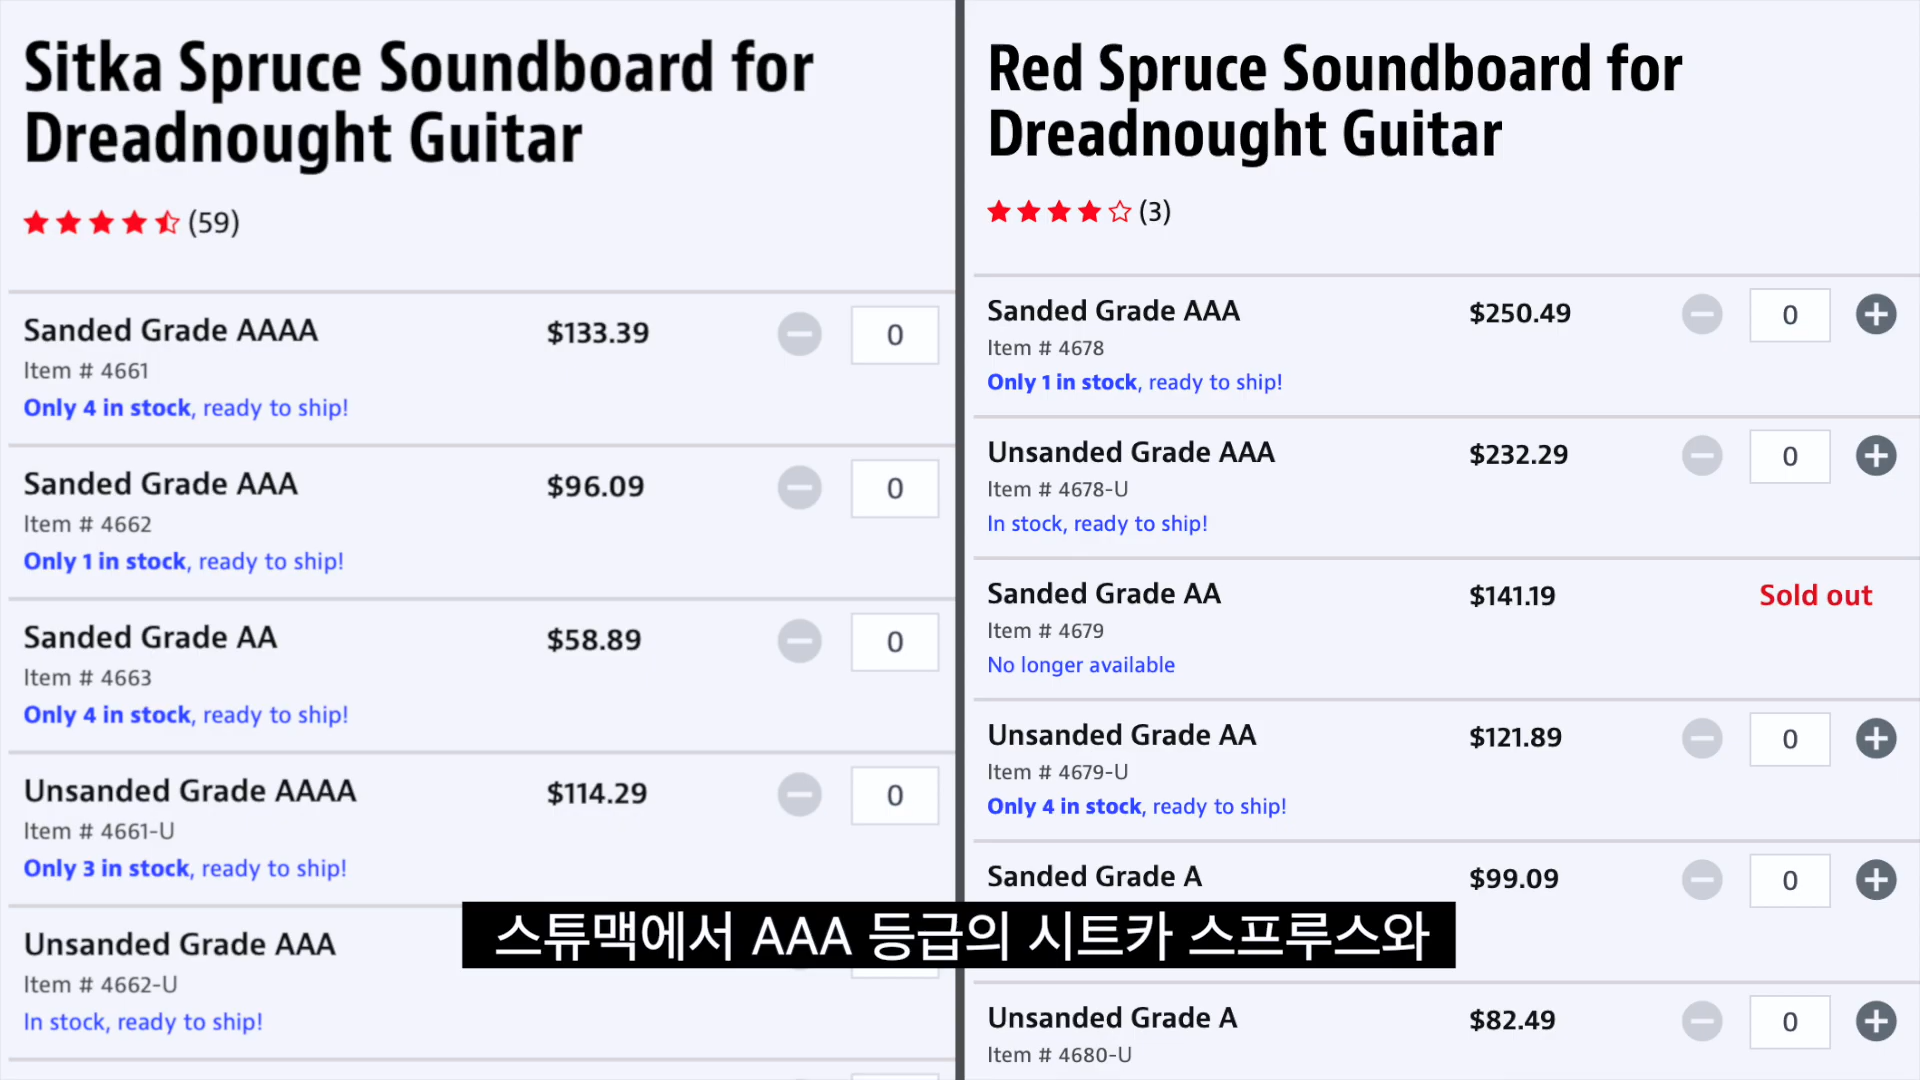 Sitka Spruce Soundboard for
Dreadnought Guitar
(59)
Sanded Grade AAAA
$133.39
0
Item # 4661
Only 4 in stock, ready to ship!
Sanded Grade AAA
$96.09
0
Item # 4662
Only 1 in stock, ready to ship!
Sanded Grade AA
$58.89
0
Item # 4663
Only 4 in stock, ready to ship!
Unsanded Grade AAAA
$114.29
0
Item # 4661-U
Only 3 in stock, ready to ship!
Unsanded Grade AAA
Item # 4662-U
In stock, ready to ship!
Red Spruce Soundboard for
Dreadnought Guitar
(3)
Sanded Grade AAA
$250.49
0
Item # 4678
Only 1 in stock, ready to ship!
Unsanded Grade AAA
$232.29
0
Item # 4678-U
In stock, ready to ship!
Sanded Grade AA
$141.19
Sold out
Item # 4679
No longer available
Unsanded Grade AA
$121.89
0
Item # 4679-U
Only 4 in stock, ready to ship!
Sanded Grade A
$99.09
0
Unsanded Grade A
$82.49
0
Item # 4680-U
스튜맥에서 AAA 등급의 시트카 스프루스와